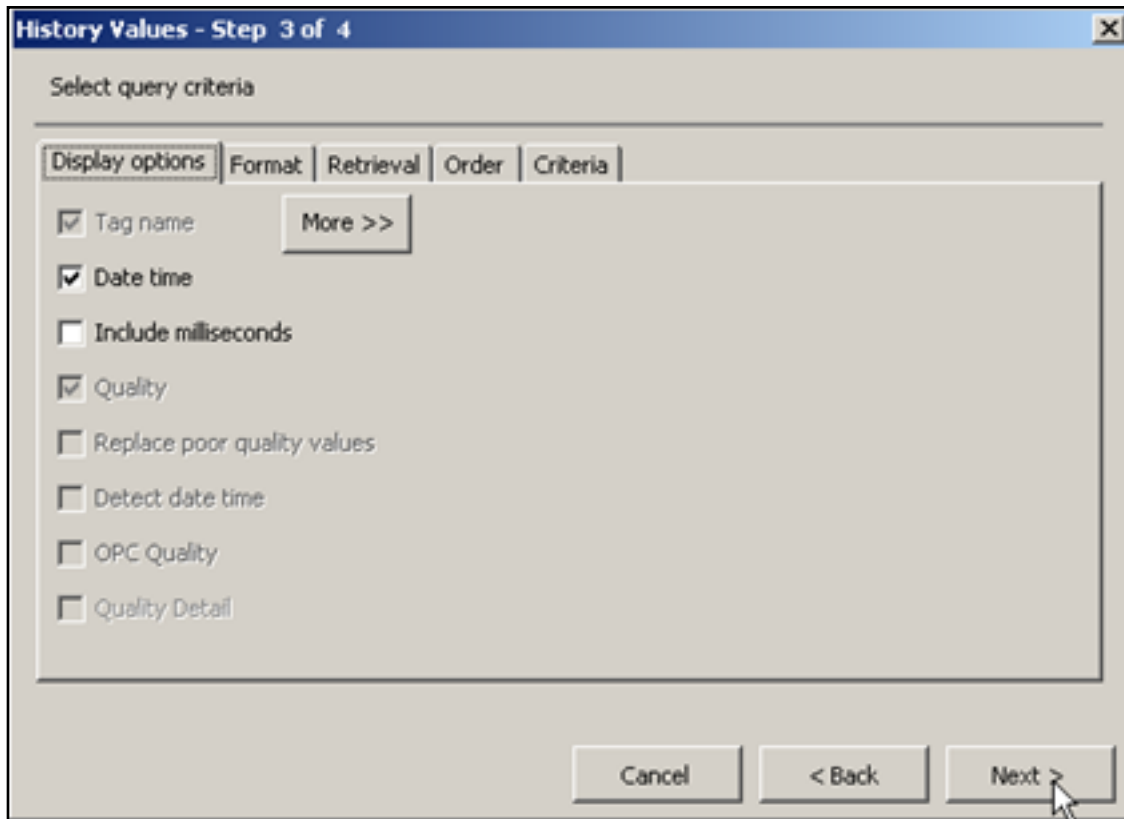 History Values - Step 3 of 4
Select query criteria
Display options Format Retrieval Order Criteria
Tag name More >>
Date time
Include milliseconds
Quality
Replace poor quality values
Detect date time
OPC Quality
Quality Detail
Cancel < Back Next >